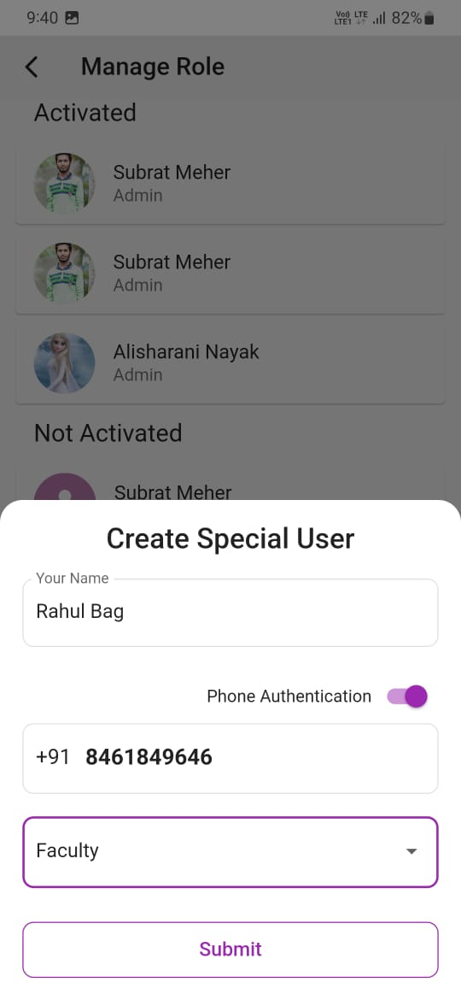 9:40 Vo)) LTE LTE1 82%
Manage Role
Activated
Subrat Meher
Admin
Subrat Meher
Admin
Alisharani Nayak
Admin
Not Activated
Subrat Meher
Create Special User
Your Name
Rahul Bag
Phone Authentication
+91 8461849646
Faculty
Submit